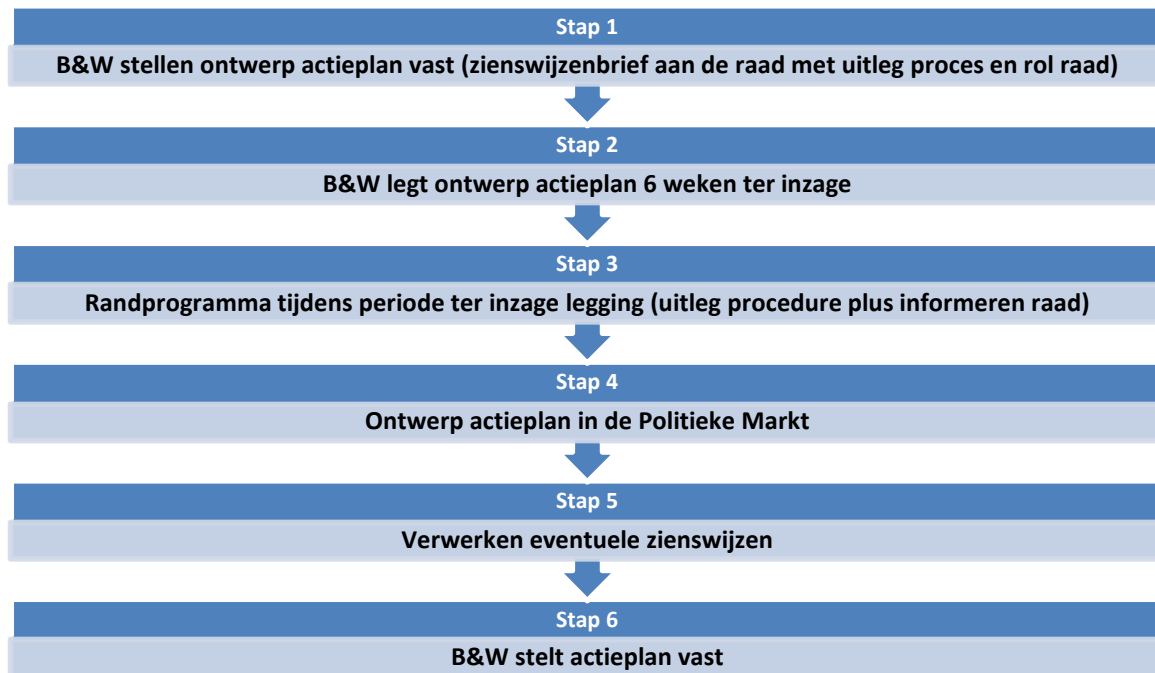 Stap 1
B&W stellen ontwerp actieplan vast (zienswijzenbrief aan de raad met uitleg proces en rol raad)
Stap 2
B&W legt ontwerp actieplan 6 weken ter inzage
Stap 3
Randprogramma tijdens periode ter inzage legging (uitleg procedure plus informeren raad)
Stap 4
Ontwerp actieplan in de Politieke Markt
Stap 5
Verwerken eventuele zienswijzen
Stap 6
B&W stelt actieplan vast